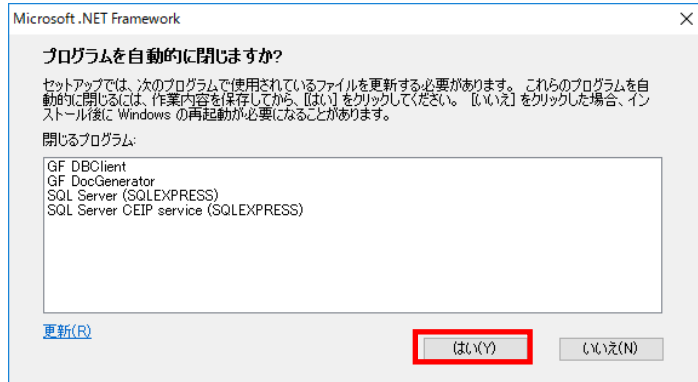 Microsoft .NET Framework
プログラムを自動的に閉じますか?
セットアップでは、次のプログラムで使用されているファイルを更新する必要があります。 これらのプログラムを自
動的に閉じるには、作業内容を保存してから、[はい] をクリックしてください。 [いいえ] をクリックした場合、イン
ストール後に Windows の再起動が必要になることがあります。
閉じるプログラム:
GF DBClient
GF DocGenerator
SQL Server (SQLEXPRESS)
SQL Server CEIP service (SQLEXPRESS)
更新(R)
はい(Y)
いいえ(N)